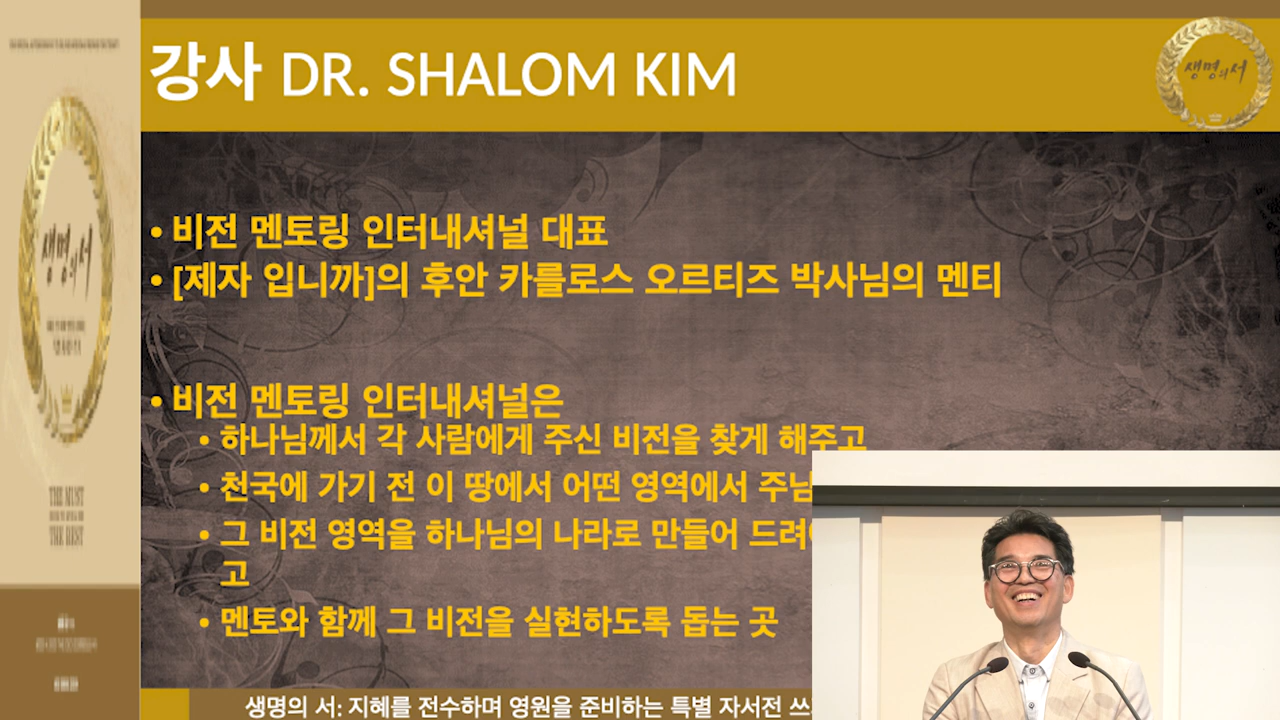 강사 DR. SHALOM KIM
생명의서
• 비전 멘토링 인터내셔널 대표
• [제자 입니까]의 후안 카를로스 오르티즈 박사님의 멘티
생명의서
• 비전 멘토링 인터내셔널은
• 하나님께서 각 사람에게 주신 비전을 찾게 해주고
• 천국에 가기 전 이 땅에서 어떤 영역에서 주님
• 그 비전 영역을 하나님의 나라로 만들어 드려
고
THE MUST
THE BEST
• 멘토와 함께 그 비전을 실현하도록 돕는 곳
생명의 서: 지혜를 전수하며 영원을 준비하는 특별 자서전 쓰